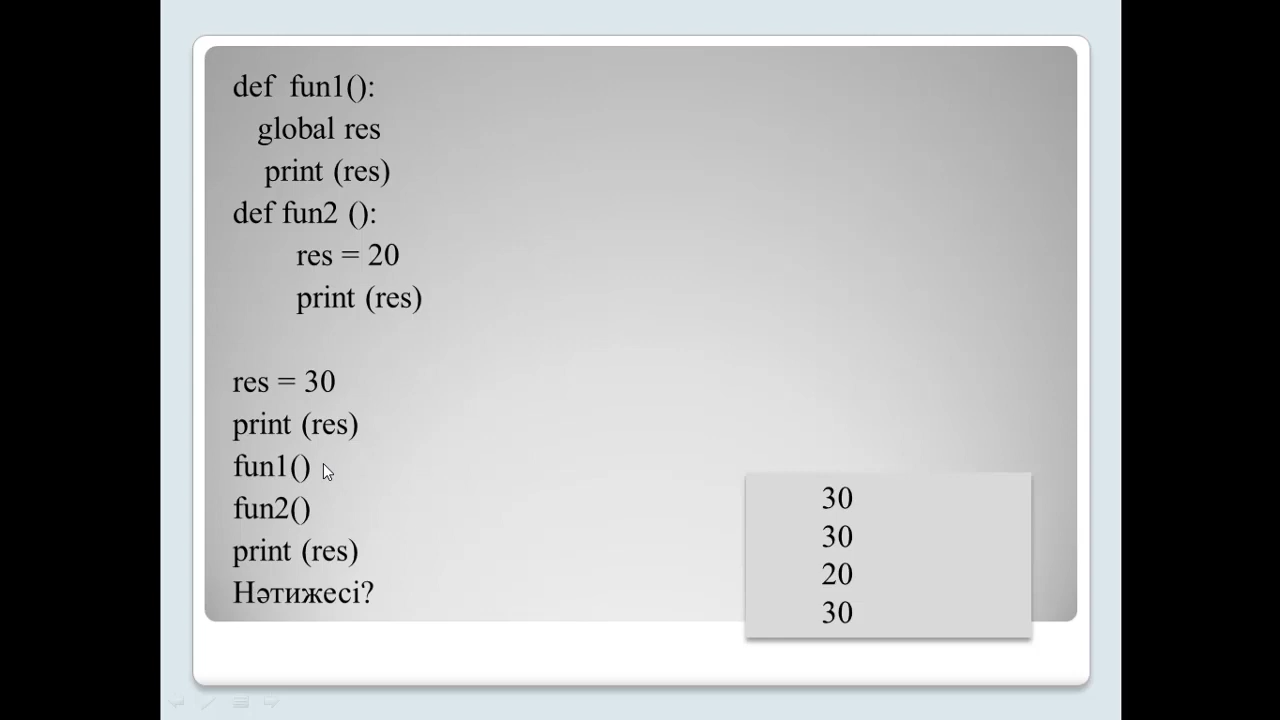 def fun1():
global res
print (res)
def fun2 ():
res = 20
print (res)
res = 30
print (res)
fun1()
fun2()
print (res)
Нәтижесі?
30
30
20
30